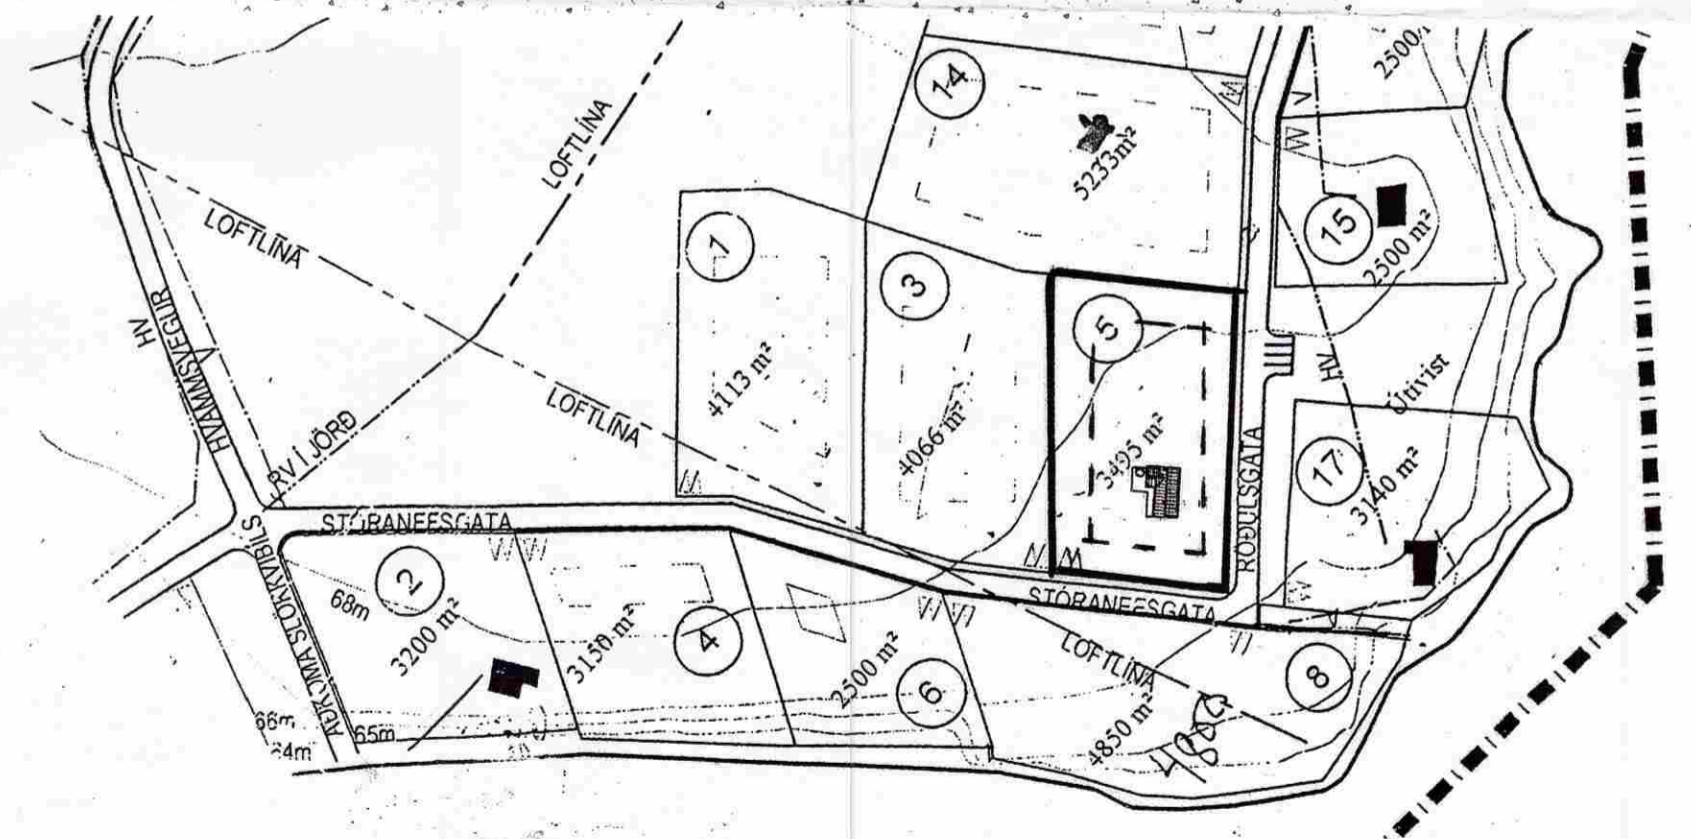 14
5233m²
2500
LOFTLÍNA
LOFTLÍNA
1
4113 m²
3
4066 m²
5
3495 m²
15
2500 m²
HV
HVAMMSVEGUR
LOFTLÍNA
RV Í JÖRÐ
HV
Útivist
17
3140 m²
RÖÐULSGATA
STÓRANEFSGATA
STÓRANEFSGATA
AÐKOMA SLÖKKVIBÍLS
2
3200 m²
68m
4
3150 m²
6
2500 m²
LOFTLÍNA
8
4850 m²
66m
65m
64m